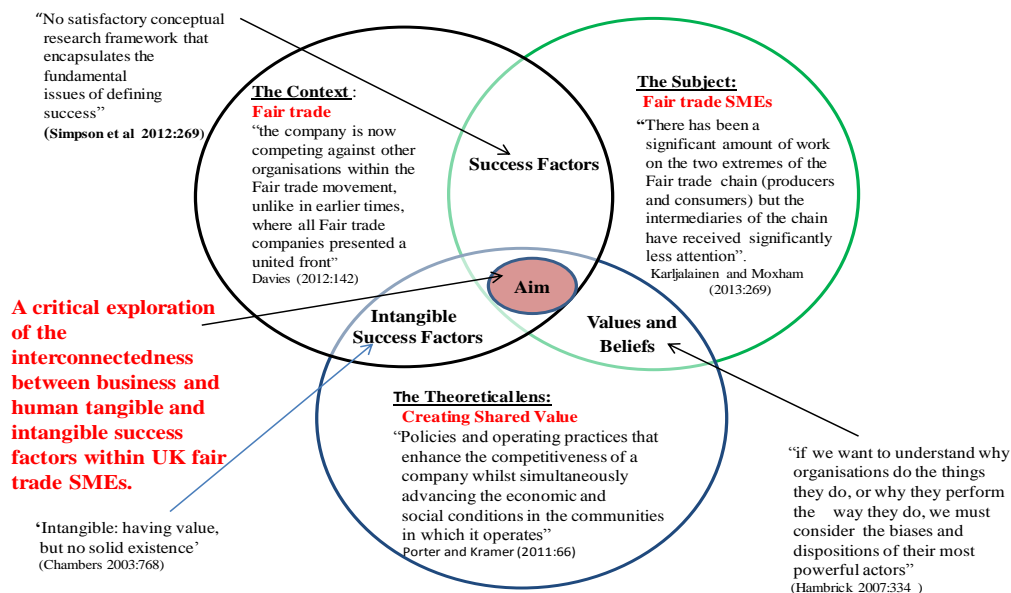 “No satisfactory conceptual
research framework that
encapsulates the
fundamental
issues of defining
success”
(Simpson et al 2012:269)
The Context :
Fair trade
“the company is now
competing against other
organisations within the
Fair trade movement,
unlike in earlier times,
where all Fair trade
companies presented a
united front”
Davies (2012:142)
Success Factors
The Subject:
Fair trade SMEs
“There has been a
significant amount of work
on the two extremes of the
Fair trade chain (producers
and consumers) but the
intermediaries of the chain
have received significantly
less attention”.
Karljalainen and Moxham
(2013:269)
Aim
A critical exploration
of the
interconnectedness
between business and
human tangible and
intangible success
factors within UK fair
trade SMEs.
Intangible
Success Factors
Values and
Beliefs
The Theoretical lens:
Creating Shared Value
“Policies and operating practices that
enhance the competitiveness of a
company whilst simultaneously
advancing the economic and
social conditions in the communities
in which it operates”
Porter and Kramer (2011:66)
‘Intangible: having value,
but no solid existence’
(Chambers 2003:768)
“if we want to understand why
organisations do the things
they do, or why they perform
the way they do, we must
consider the biases and
dispositions of their most
powerful actors”
(Hambrick 2007:334 )